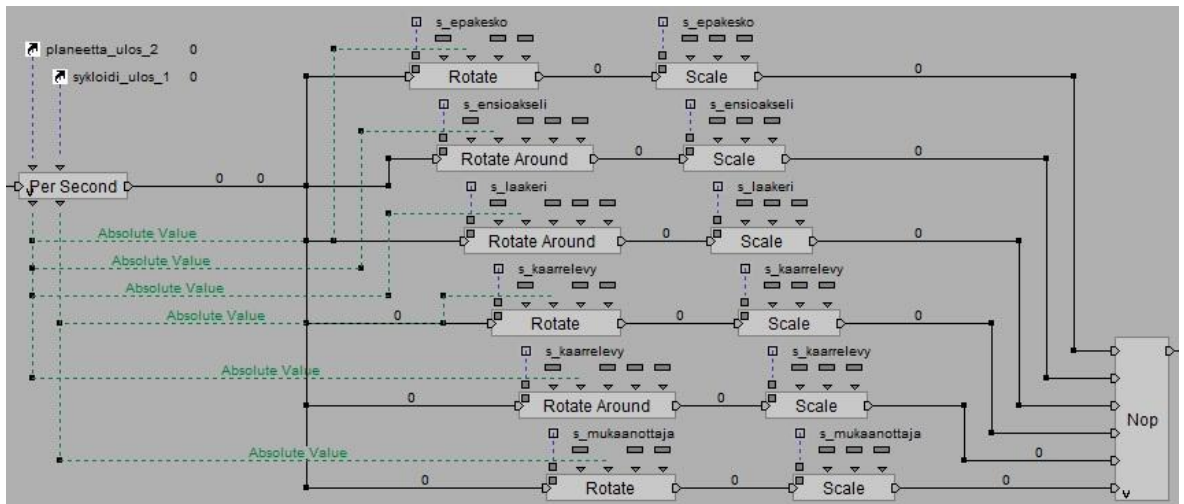 s_epakesko
planeetta_ulos_2 0
sykloidi_ulos_1 0
Rotate 0 Scale 0
s_ensioakseli
Rotate Around 0 Scale 0
Per Second 0 0
s_laakeri s_laakeri
Absolute Value
Rotate Around 0 Scale 0
Absolute Value
s_kaarrelevy s_kaarrelevy
Absolute Value
Absolute Value
0 Rotate 0 Scale 0
s_kaarrelevy s_kaarrelevy
Absolute Value
0 Rotate Around 0 Scale 0
Nop
s_mukaanottaja s_mukaanottaja
Absolute Value 0
0 Rotate 0 Scale 0